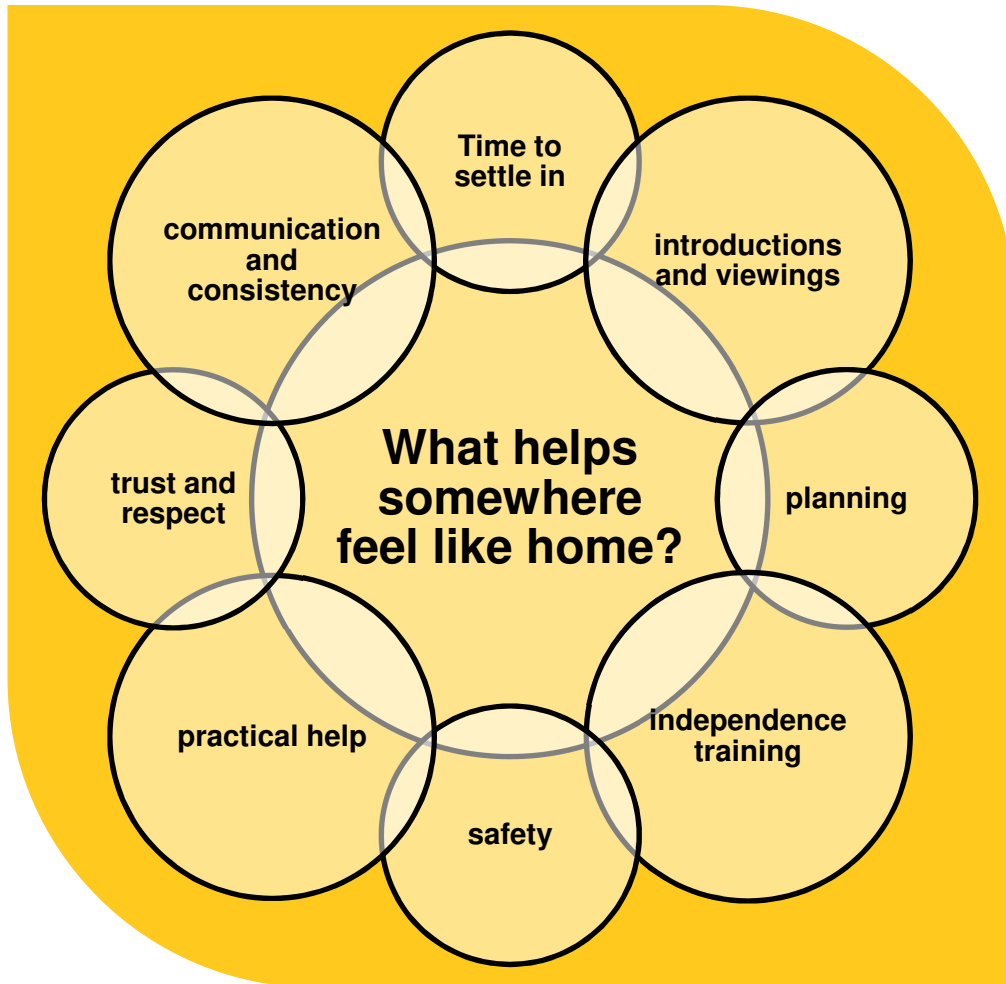 Time to
settle in
communication
and
consistency
introductions
and viewings
What helps
somewhere
feel like home?
trust and
respect
planning
practical help
independence
training
safety